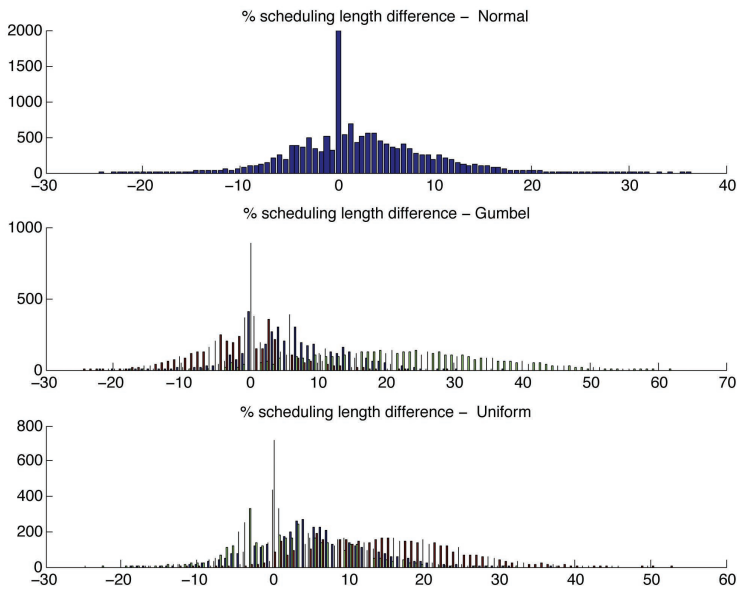 % scheduling length difference – Normal
2000
1500
1000
500
0
−30 −20 −10 0 10 20 30 40
% scheduling length difference – Gumbel
1000
500
0
−30 −20 −10 0 10 20 30 40 50 60 70
% scheduling length difference – Uniform
800
600
400
200
0
−30 −20 −10 0 10 20 30 40 50 60